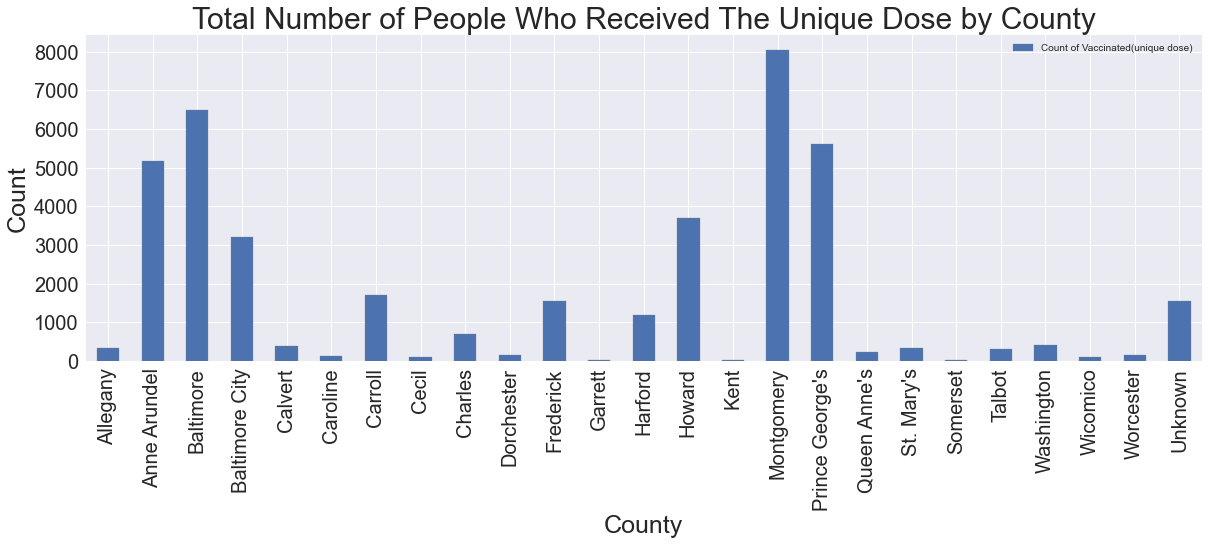 Total Number of People Who Received The Unique Dose by County
Count of Vaccinated(unique dose)
8000
7000
6000
5000
4000
3000
2000
1000
0
Count
Allegany
Anne Arundel
Baltimore
Baltimore City
Calvert
Caroline
Carroll
Cecil
Charles
Dorchester
Frederick
Garrett
Harford
Howard
Kent
Montgomery
Prince George's
Queen Anne's
St. Mary's
Somerset
Talbot
Washington
Wicomico
Worcester
Unknown
County